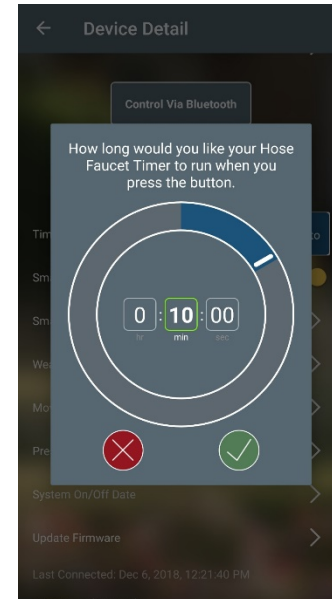 Device Detail
Control Via Bluetooth
How long would you like your Hose
Faucet Timer to run when you
press the button.
0 : 10 : 00
hr min sec
System On/Off Date
Update Firmware
Last Connected: Dec 6, 2018, 12:21:40 PM